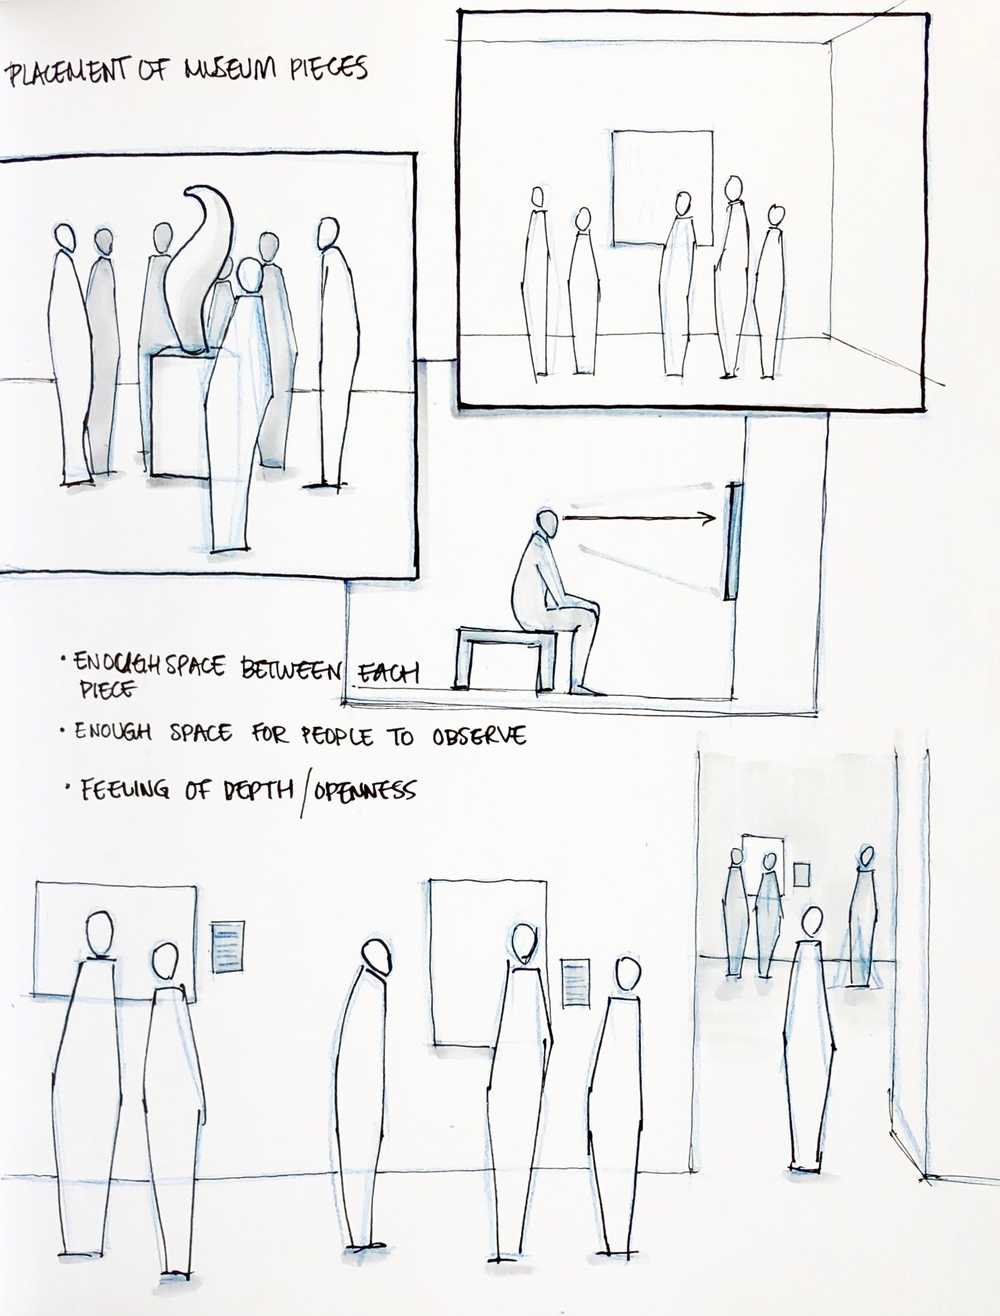 PLACEMENT OF MUSEUM PIECES
• ENOUGH SPACE BETWEEN EACH
PIECE
• ENOUGH SPACE FOR PEOPLE TO OBSERVE
• FEELING OF DEPTH/OPENNESS